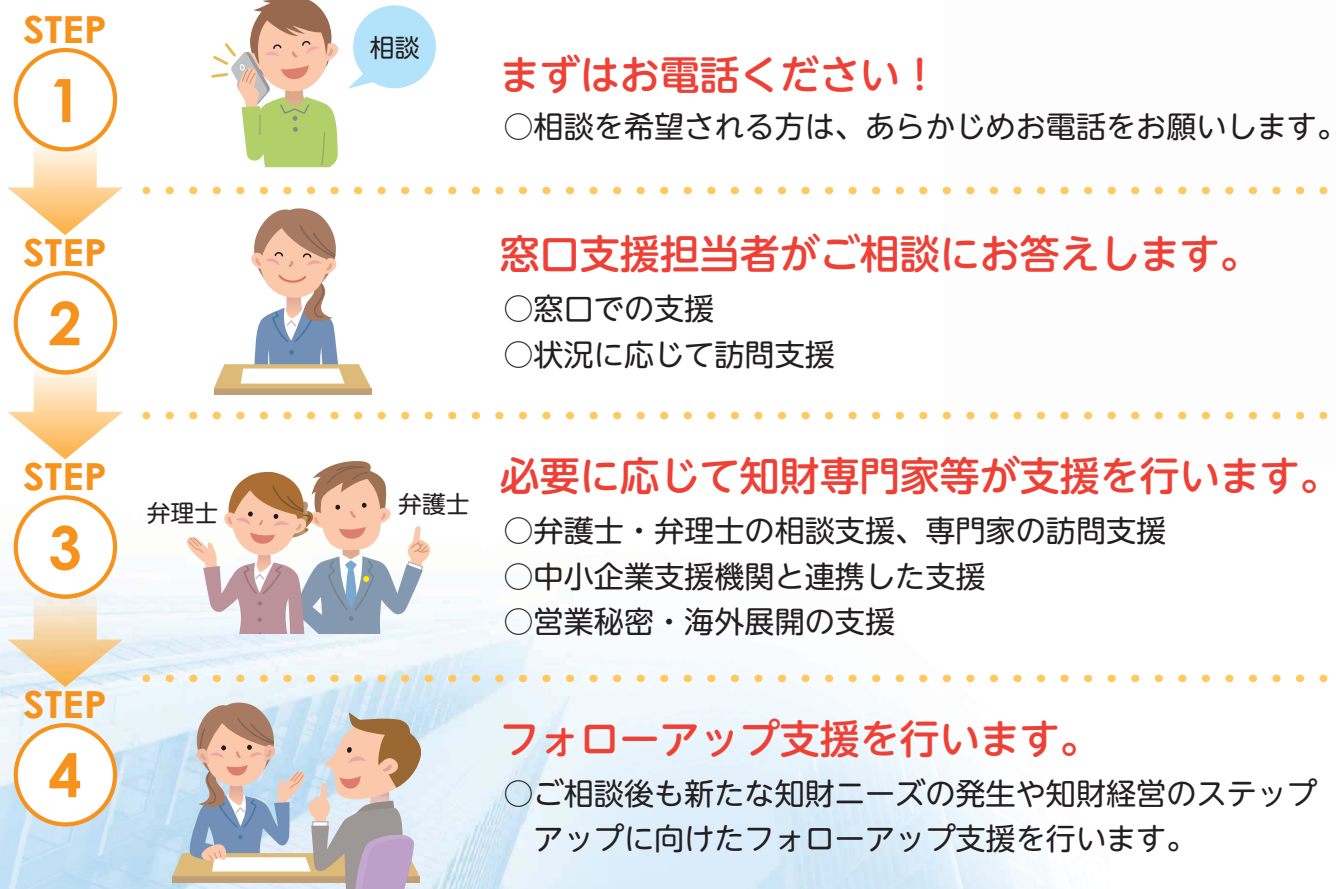 STEP
1
相談
まずはお電話ください！
○相談を希望される方は、あらかじめお電話をお願いします。
STEP
2
窓口支援担当者がご相談にお答えします。
○窓口での支援
○状況に応じて訪問支援
STEP
3
弁理士
弁護士
必要に応じて知財専門家等が支援を行います。
○弁護士・弁理士の相談支援、専門家の訪問支援
○中小企業支援機関と連携した支援
○営業秘密・海外展開の支援
STEP
4
フォローアップ支援を行います。
○ご相談後も新たな知財ニーズの発生や知財経営のステップ
アップに向けたフォローアップ支援を行います。